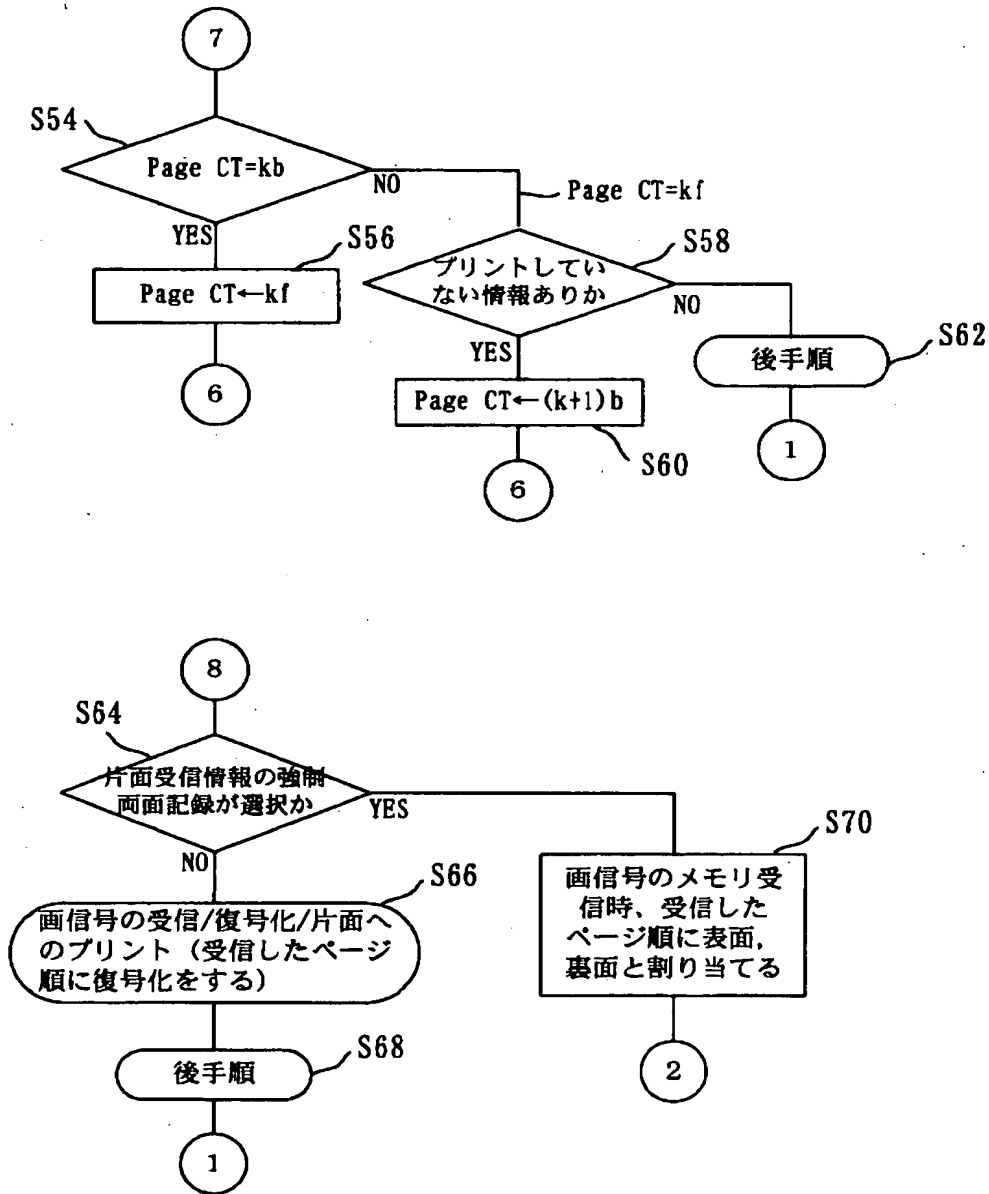 7
S54
Page CT=kb
NO
Page CT=kf
YES
S56
S58
Page CT←kf
プリントしてい
ない情報ありか
NO
6
YES
S62
後手順
Page CT←(k+1)b
S60
1
6
8
S64
片面受信情報の強制
両面記録が選択か
YES
NO
S70
S66
画信号のメモリ受
信時、受信した
ページ順に表面，
裏面と割り当てる
画信号の受信/復号化/片面へ
のプリント（受信したページ
順に復号化をする）
S68
後手順
2
1